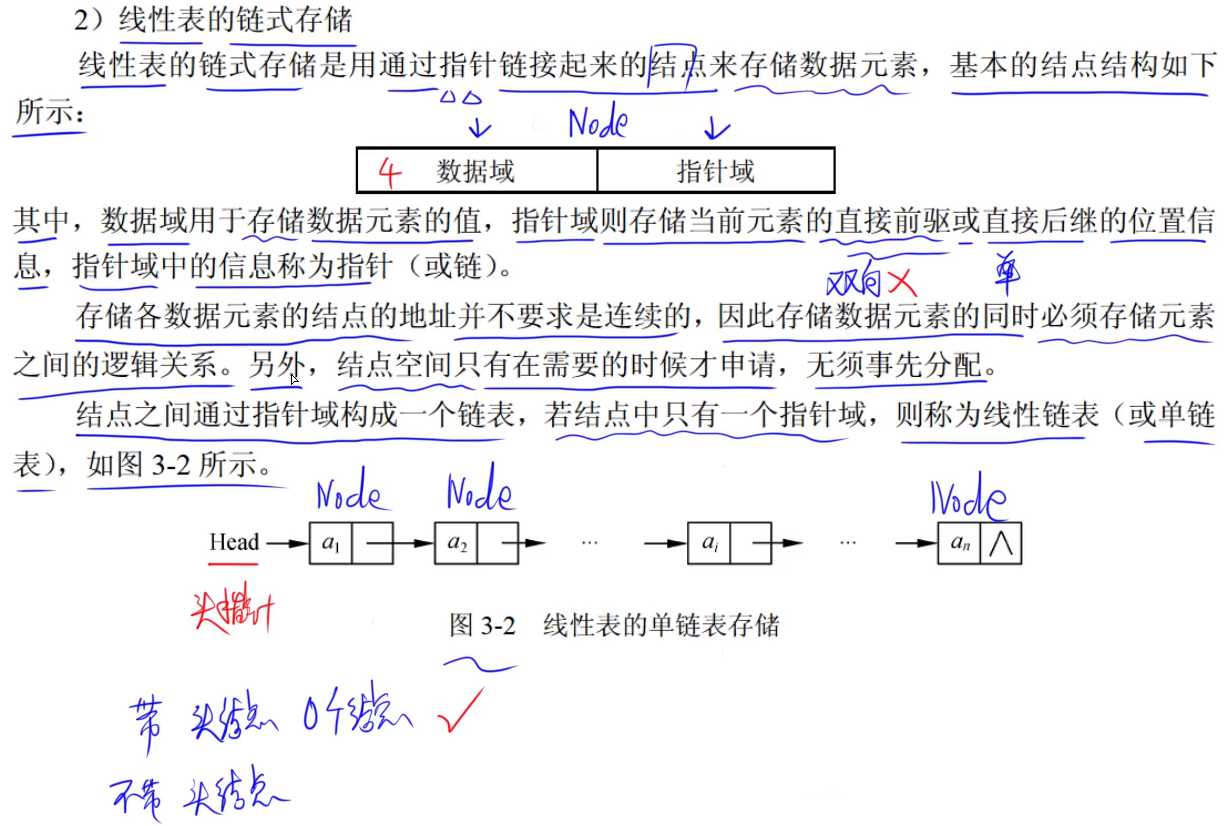 2）线性表的链式存储
线性表的链式存储是用通过指针链接起来的结点来存储数据元素，基本的结点结构如下
所示：
Node
4 数据域 指针域
其中，数据域用于存储数据元素的值，指针域则存储当前元素的直接前驱或直接后继的位置信
息，指针域中的信息称为指针（或链）。
双向 × 单
存储各数据元素的结点的地址并不要求是连续的，因此存储数据元素的同时必须存储元素
之间的逻辑关系。另外，结点空间只有在需要的时候才申请，无须事先分配。
结点之间通过指针域构成一个链表，若结点中只有一个指针域，则称为线性链表（或单链
表），如图 3-2 所示。
Node Node Node
Head a₁ a₂ … aᵢ … aₙ ∧
头指针
图 3-2 线性表的单链表存储
带 头结点 0个结点 ✓
不带 头结点